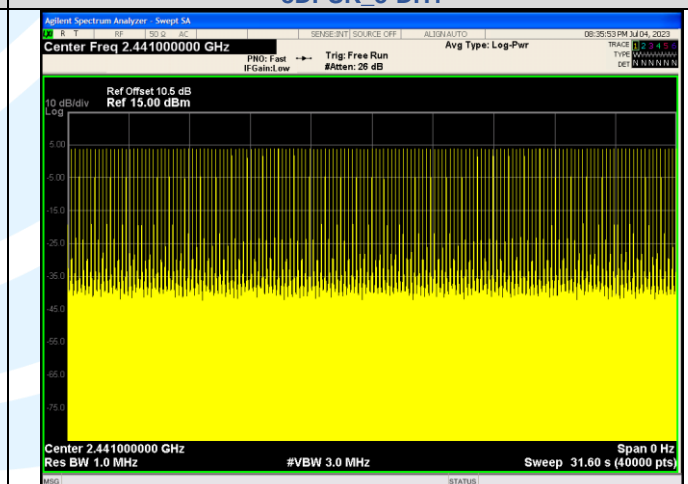 Agilent Spectrum Analyzer - Swept SA
R T RF 50 Ω AC SENSE:INT SOURCE OFF ALIGN AUTO 08:35:53 PM Jul 04, 2023
Center Freq 2.441000000 GHz
PNO: Fast
IFGain:Low
Trig: Free Run
#Atten: 26 dB
Avg Type: Log-Pwr
TRACE 1 2 3 4 5 6
TYPE
DET N N N N N N
Ref Offset 10.5 dB
10 dB/div Ref 15.00 dBm
Log
5.00
-5.00
-15.0
-25.0
-35.0
-45.0
-55.0
-65.0
-75.0
Center 2.441000000 GHz Span 0 Hz
Res BW 1.0 MHz #VBW 3.0 MHz Sweep 31.60 s (40000 pts)
MSG STATUS